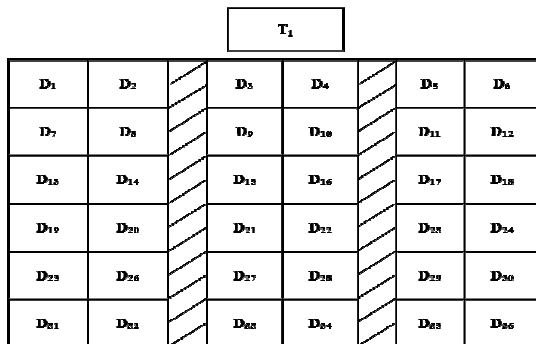 T₁
D₁ D₂ D₃ D₄ D₅ D₆
D₇ D₈ D₉ D₁₀ D₁₁ D₁₂
D₁₃ D₁₄ D₁₅ D₁₆ D₁₇ D₁₈
D₁₉ D₂₀ D₂₁ D₂₂ D₂₃ D₂₄
D₂₅ D₂₆ D₂₇ D₂₈ D₂₉ D₃₀
D₃₁ D₃₂ D₃₃ D₃₄ D₃₅ D₃₆